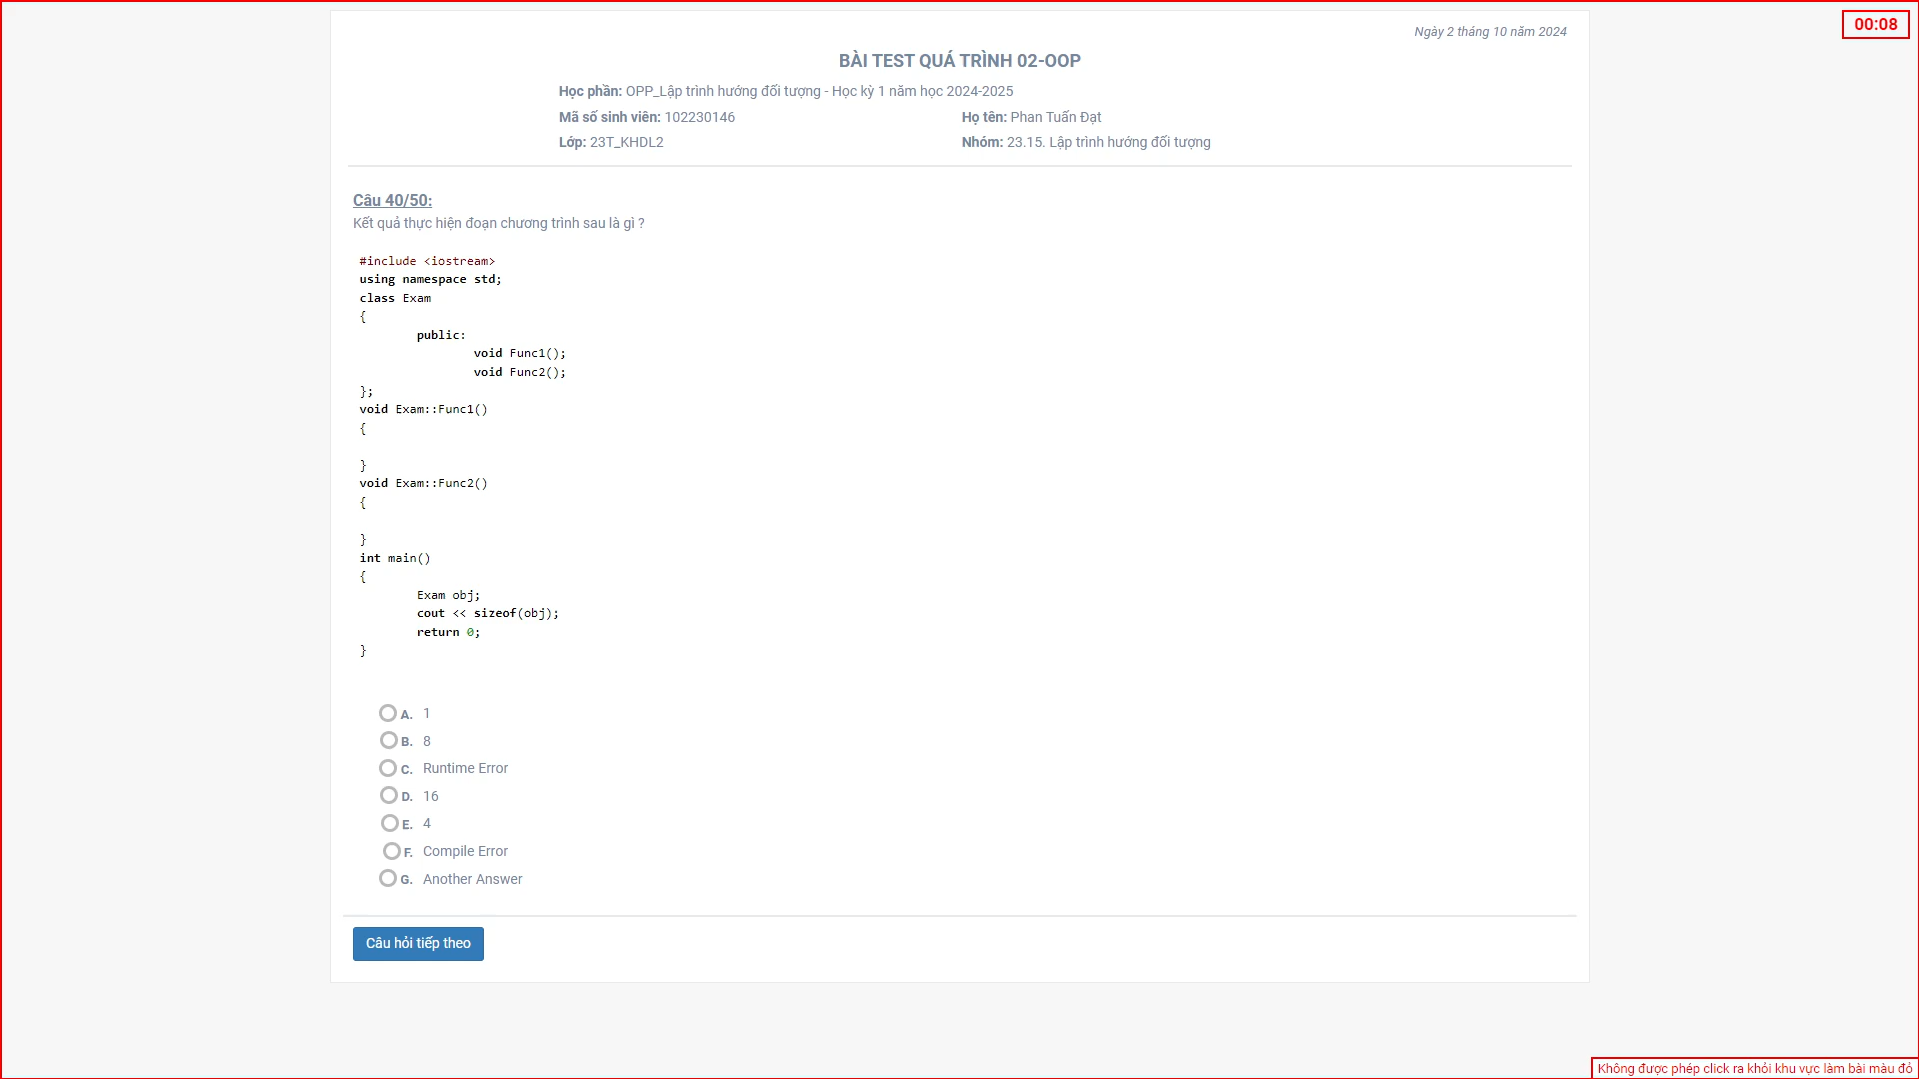 Ngày 2 tháng 10 năm 2024
00:08
BÀI TEST QUÁ TRÌNH 02-OOP
Học phần: OPP_Lập trình hướng đối tượng - Học kỳ 1 năm học 2024-2025
Mã số sinh viên: 102230146
Họ tên: Phan Tuấn Đạt
Lớp: 23T_KHDL2
Nhóm: 23.15. Lập trình hướng đối tượng
Câu 40/50:
Kết quả thực hiện đoạn chương trình sau là gì ?
#include <iostream>
using namespace std;
class Exam
{
public:
void Func1();
void Func2();
};
void Exam::Func1()
{
}
void Exam::Func2()
{
}
int main()
{
Exam obj;
cout << sizeof(obj);
return 0;
}
A. 1
B. 8
C. Runtime Error
D. 16
E. 4
F. Compile Error
G. Another Answer
Câu hỏi tiếp theo
Không được phép click ra khỏi khu vực làm bài màu đỏ